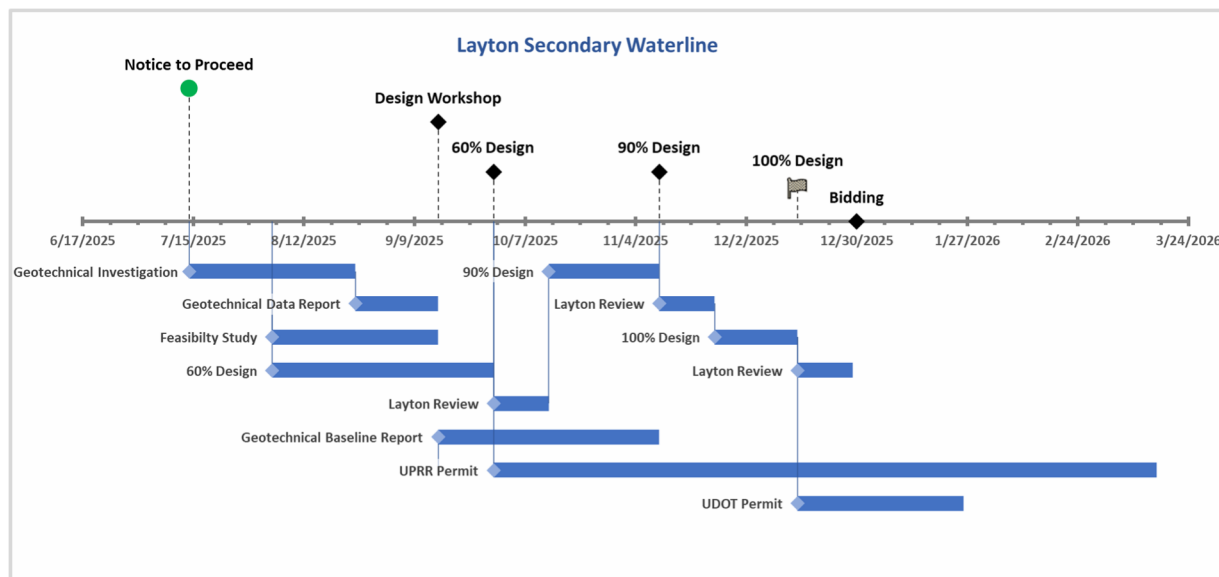 Layton Secondary Waterline
Notice to Proceed
Design Workshop
60% Design
90% Design
100% Design
Bidding
6/17/2025
7/15/2025
8/12/2025
9/9/2025
10/7/2025
11/4/2025
12/2/2025
12/30/2025
1/27/2026
2/24/2026
3/24/2026
Geotechnical Investigation
90% Design
Geotechnical Data Report
Layton Review
Feasibilty Study
100% Design
60% Design
Layton Review
Layton Review
Geotechnical Baseline Report
UPRR Permit
UDOT Permit